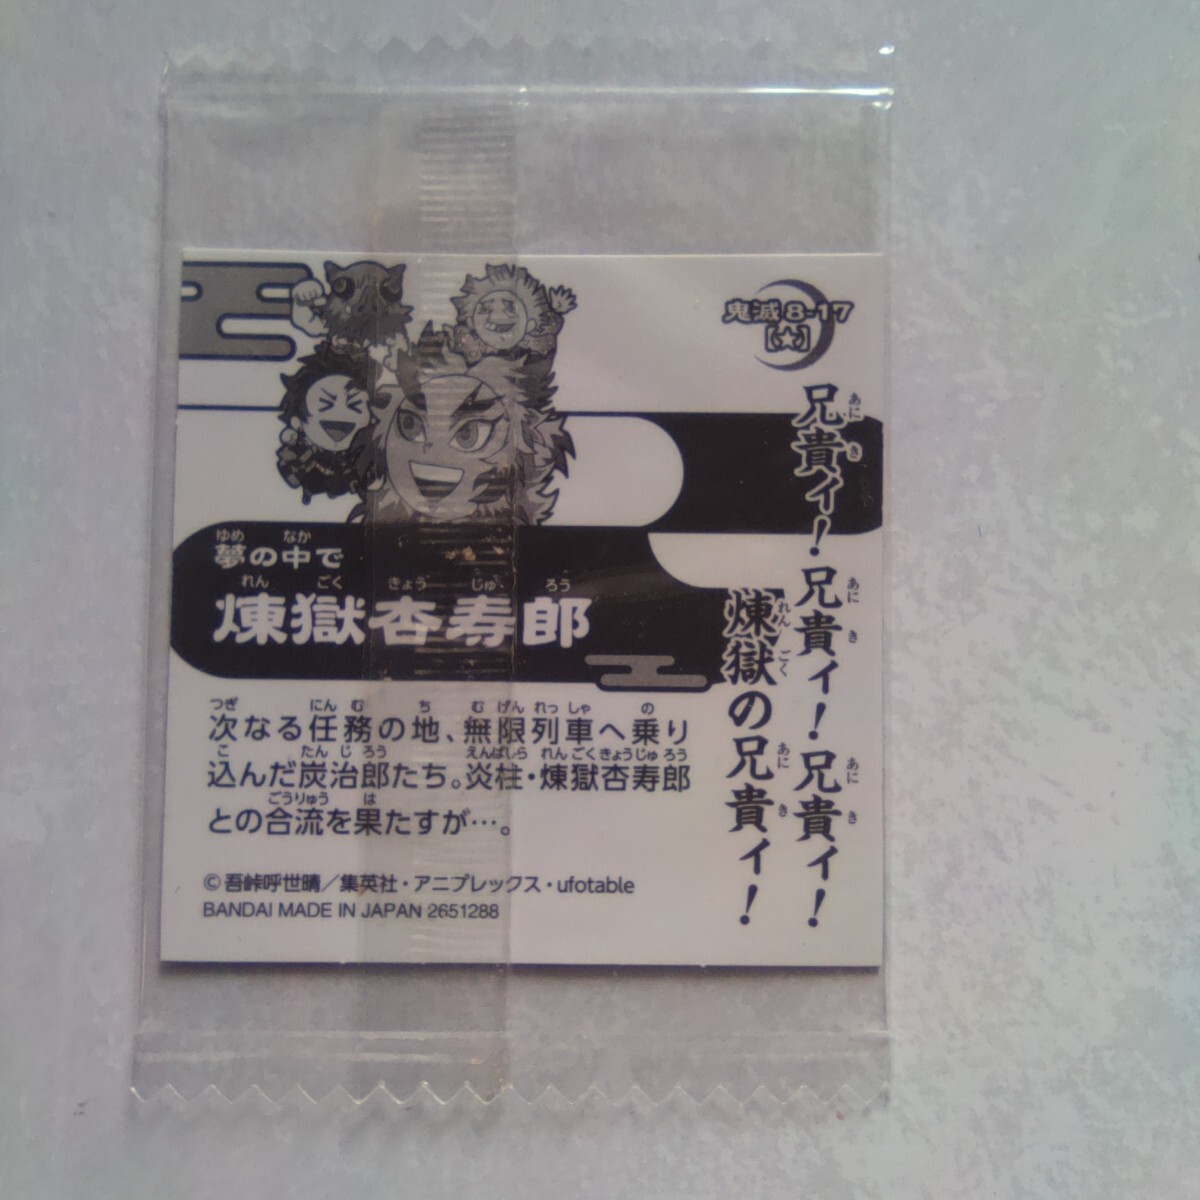 鬼滅8-17
[★]
兄貴ィ!兄貴ィ!兄貴ィ!
煉獄の兄貴ィ!
夢の中で
煉獄杏寿郎
次なる任務の地、無限列車へ乗り
込んだ炭治郎たち。炎柱・煉獄杏寿郎
との合流を果たすが…。
©吾峠呼世晴/集英社・アニプレックス・ufotable
BANDAI MADE IN JAPAN 2651288